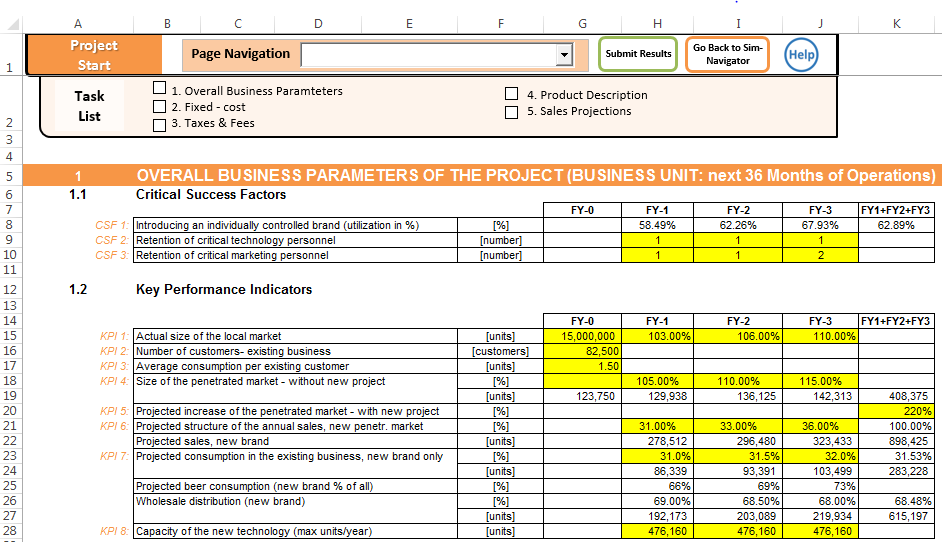 A B C D E F G H I J K
1 Project Start Page Navigation Submit Results Go Back to Sim-Navigator Help
2 Task List
1. Overall Business Paramteters
2. Fixed - cost
3. Taxes & Fees
4. Product Description
5. Sales Projections
3
4
5 1 OVERALL BUSINESS PARAMETERS OF THE PROJECT (BUSINESS UNIT: next 36 Months of Operations)
6 1.1 Critical Success Factors
7 FY-0 FY-1 FY-2 FY-3 FY1+FY2+FY3
8 CSF 1: Introducing an individually controlled brand (utilization in %) [%] 58.49% 62.26% 67.93% 62.89%
9 CSF 2: Retention of critical technology personnel [number] 1 1 1
10 CSF 3: Retention of critical marketing personnel [number] 1 1 2
11
12 1.2 Key Performance Indicators
13
14 FY-0 FY-1 FY-2 FY-3 FY1+FY2+FY3
15 KPI 1: Actual size of the local market [units] 15,000,000 103.00% 106.00% 110.00%
16 KPI 2: Number of customers- existing business [customers] 82,500
17 KPI 3: Average consumption per existing customer [units] 1.50
18 KPI 4: Size of the penetrated market - without new project [%] 105.00% 110.00% 115.00%
19 [units] 123,750 129,938 136,125 142,313 408,375
20 KPI 5: Projected increase of the penetrated market - with new project [%] 220%
21 KPI 6: Projected structure of the annual sales, new penetr. market [%] 31.00% 33.00% 36.00% 100.00%
22 Projected sales, new brand [units] 278,512 296,480 323,433 898,425
23 KPI 7: Projected consumption in the existing business, new brand only [%] 31.0% 31.5% 32.0% 31.53%
24 [units] 86,339 93,391 103,499 283,228
25 Projected beer consumption (new brand % of all) [%] 66% 69% 73%
26 Wholesale distribution (new brand) [%] 69.00% 68.50% 68.00% 68.48%
27 [units] 192,173 203,089 219,934 615,197
28 KPI 8: Capacity of the new technology (max units/year) [units] 476,160 476,160 476,160